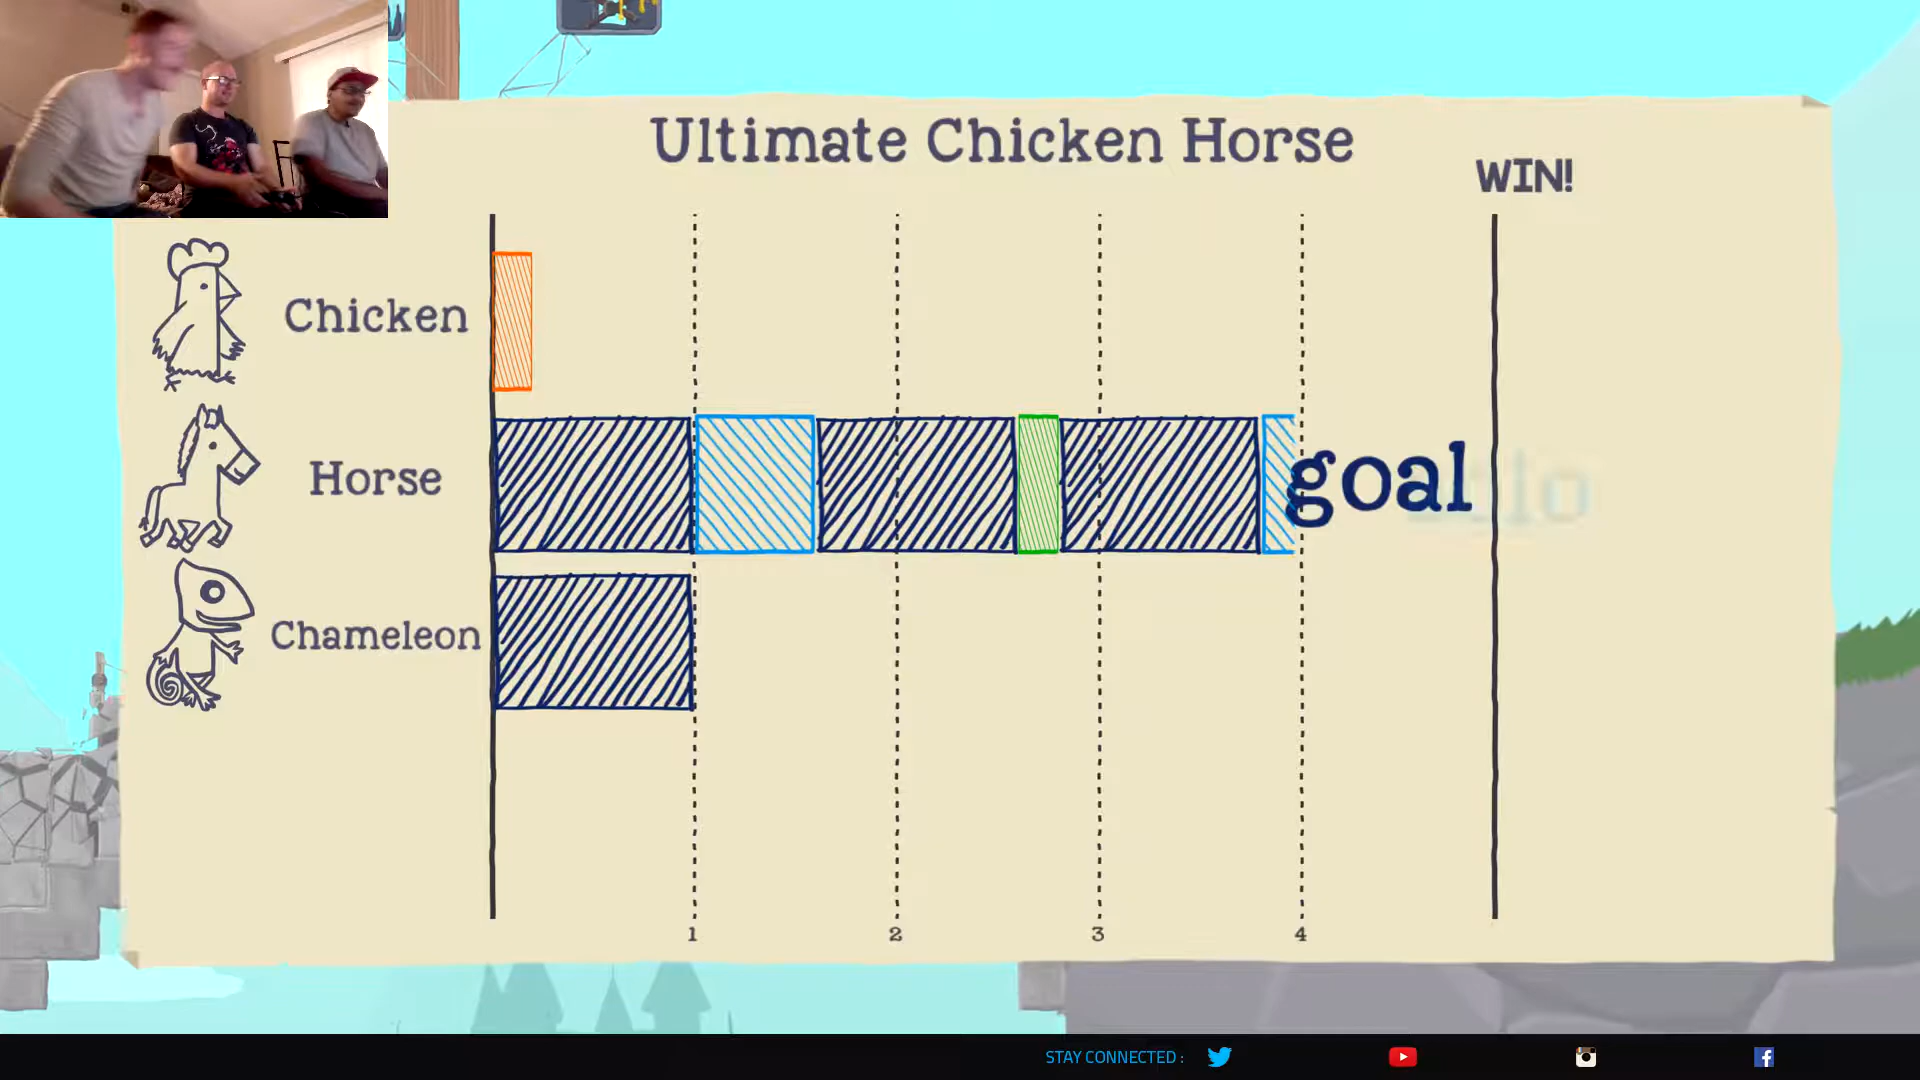 Ultimate Chicken Horse
WIN!
Chicken
Horse
goal
Chameleon
1 2 3 4
STAY CONNECTED :